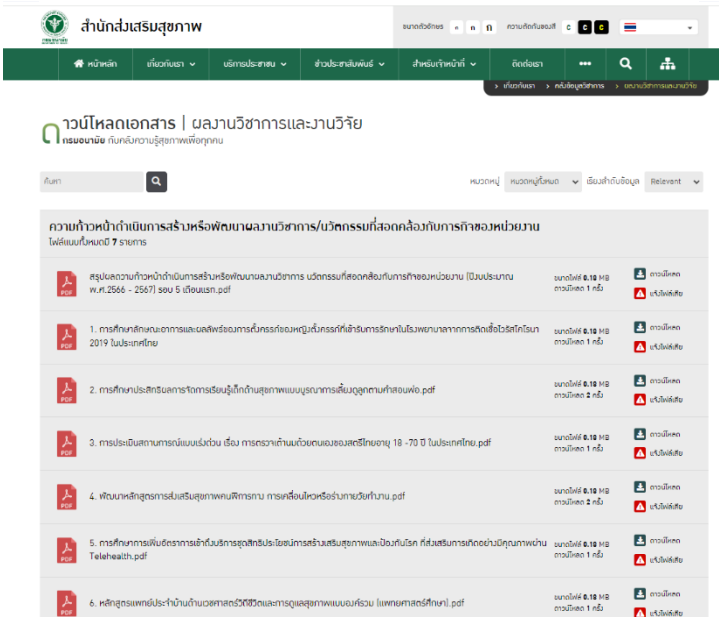 สำนักส่งเสริมสุขภาพ
ขนาดตัวอักษร ก ก ก ความตัดกันของสี C C C
หน้าหลัก เกี่ยวกับเรา บริการประชาชน ข่าวประชาสัมพันธ์ สำหรับเจ้าหน้าที่ ติดต่อเรา
> เกี่ยวกับเรา > คลังข้อมูลวิชาการ > ผลงานวิชาการและงานวิจัย
ดาวน์โหลดเอกสาร | ผลงานวิชาการและงานวิจัย
กรมอนามัย กับคลังความรู้สุขภาพเพื่อทุกคน
ค้นหา หมวดหมู่ หมวดหมู่ทั้งหมด เรียงลำดับข้อมูล Relevant
ความก้าวหน้าดำเนินการสร้างหรือพัฒนาผลงานวิชาการ/นวัตกรรมที่สอดคล้องกับภารกิจของหน่วยงาน
ไฟล์แนบทั้งหมดมี 7 รายการ
PDF สรุปผลความก้าวหน้าดำเนินการสร้างหรือพัฒนาผลงานวิชาการ นวัตกรรมที่สอดคล้องกับภารกิจของหน่วยงาน (ปีงบประมาณ
พ.ศ.2566 - 2567) รอบ 5 เดือนแรก.pdf
ขนาดไฟล์ 0.18 MB ดาวน์โหลด
ดาวน์โหลด 1 ครั้ง แจ้งไฟล์เสีย
PDF 1. การศึกษาลักษณะอาการและผลลัพธ์ของการตั้งครรภ์ของหญิงตั้งครรภ์ที่เข้ารับการรักษาในโรงพยาบาลจากการติดเชื้อไวรัสโคโรนา
2019 ในประเทศไทย
ขนาดไฟล์ 0.18 MB ดาวน์โหลด
ดาวน์โหลด 1 ครั้ง แจ้งไฟล์เสีย
PDF 2. การศึกษาประสิทธิผลการจัดการเรียนรู้เด็กด้านสุขภาพแบบบูรณาการเลี้ยงดูลูกตามคำสอนพ่อ.pdf
ขนาดไฟล์ 0.18 MB ดาวน์โหลด
ดาวน์โหลด 2 ครั้ง แจ้งไฟล์เสีย
PDF 3. การประเมินสถานการณ์แบบเร่งด่วน เรื่อง การตรวจเต้านมด้วยตนเองของสตรีไทยอายุ 18 -70 ปี ในประเทศไทย.pdf
ขนาดไฟล์ 0.18 MB ดาวน์โหลด
ดาวน์โหลด 1 ครั้ง แจ้งไฟล์เสีย
PDF 4. พัฒนาหลักสูตรการส่งเสริมสุขภาพคนพิการทาง การเคลื่อนไหวหรือร่างกายวัยทำงาน.pdf
ขนาดไฟล์ 0.18 MB ดาวน์โหลด
ดาวน์โหลด 2 ครั้ง แจ้งไฟล์เสีย
PDF 5. การศึกษาการเพิ่มอัตราการเข้าถึงบริการชุดสิทธิประโยชน์การสร้างเสริมสุขภาพและป้องกันโรค ที่ส่งเสริมการเกิดอย่างมีคุณภาพผ่าน
Telehealth.pdf
ขนาดไฟล์ 0.18 MB ดาวน์โหลด
ดาวน์โหลด 1 ครั้ง แจ้งไฟล์เสีย
PDF 6. หลักสูตรแพทย์ประจำบ้านด้านเวชศาสตร์วิถีชีวิตและการดูแลสุขภาพแบบองค์รวม (แพทยศาสตร์ศึกษา).pdf
ขนาดไฟล์ 0.18 MB ดาวน์โหลด
ดาวน์โหลด 1 ครั้ง แจ้งไฟล์เสีย